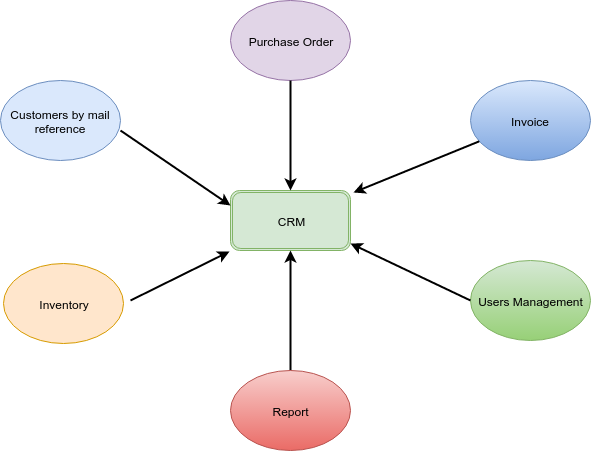 Purchase Order
Customers by mail
reference
Invoice
CRM
Inventory
Users Management
Report